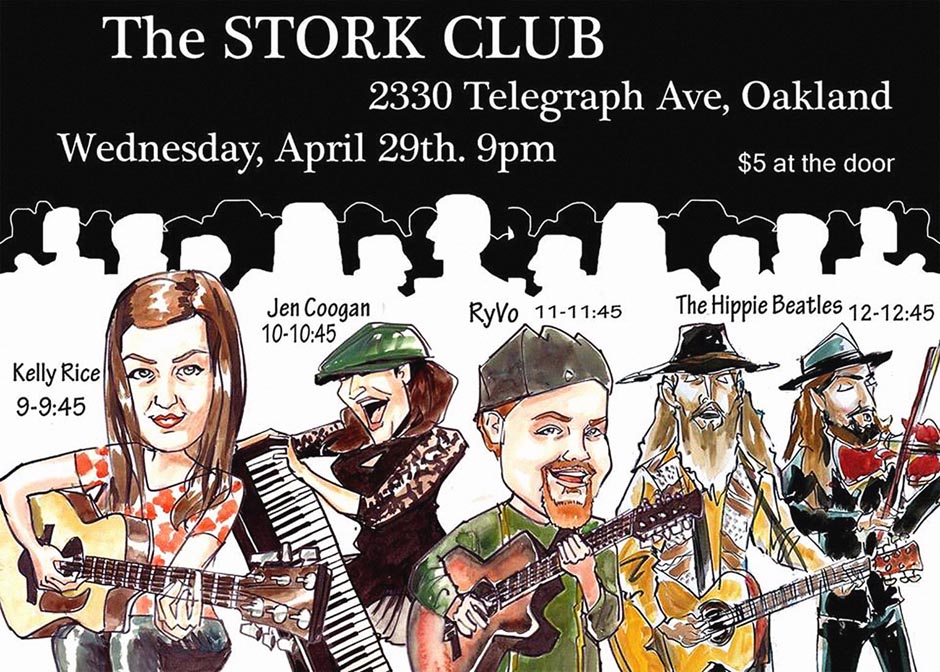 The STORK CLUB
2330 Telegraph Ave, Oakland
Wednesday, April 29th. 9pm
$5 at the door
Kelly Rice
9-9:45
Jen Coogan
10-10:45
RyVo 11-11:45
The Hippie Beatles 12-12:45